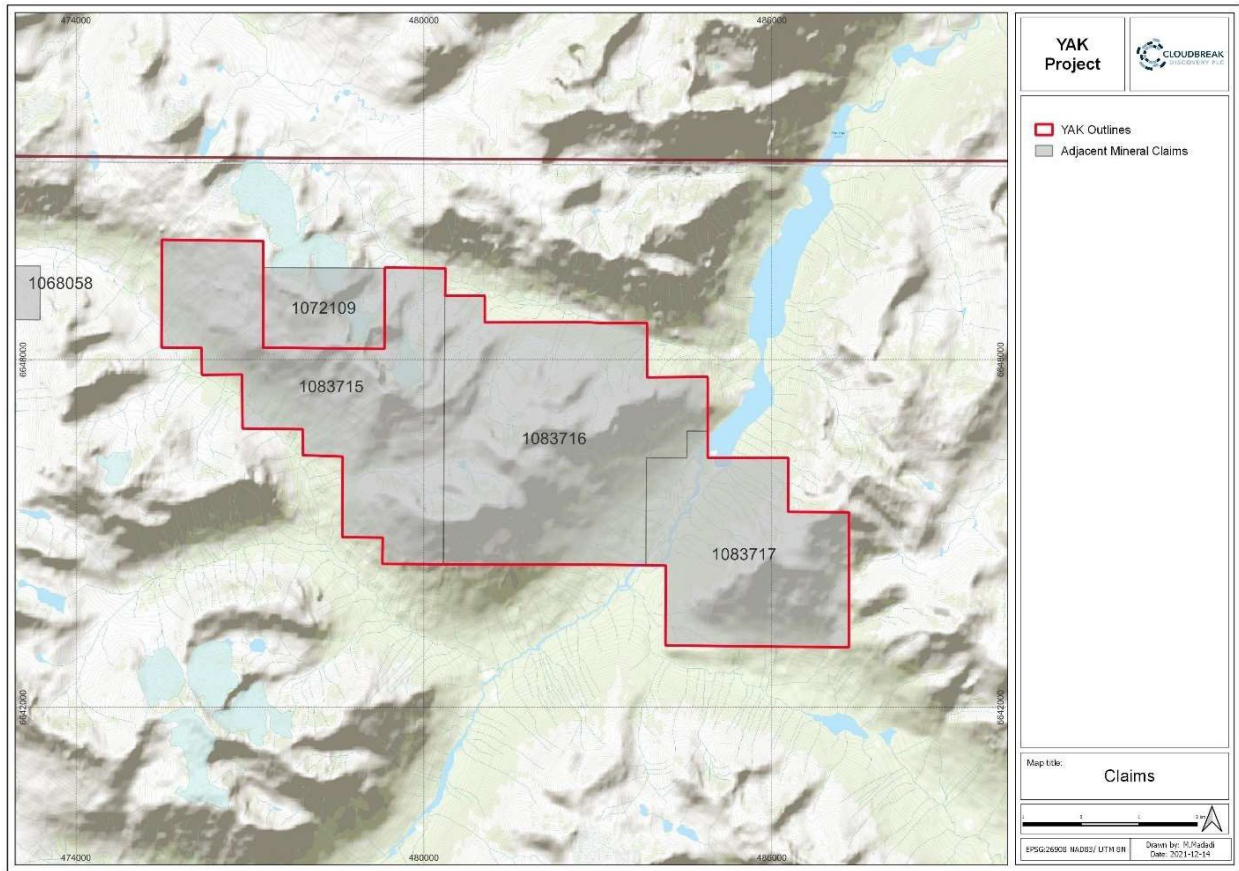 474000
480000
486000
YAK
Project
CLOUDBREAK
DISCOVERY PLC
YAK Outlines
Adjacent Mineral Claims
1068058
1072109
6648000
6648000
1083715
1083716
1083717
6642000
6642000
Map title:
Claims
474000
480000
486000
EPSG:26908 NAD83/ UTM 8N
Drawn by: M.Madadi
Date: 2021-12-14